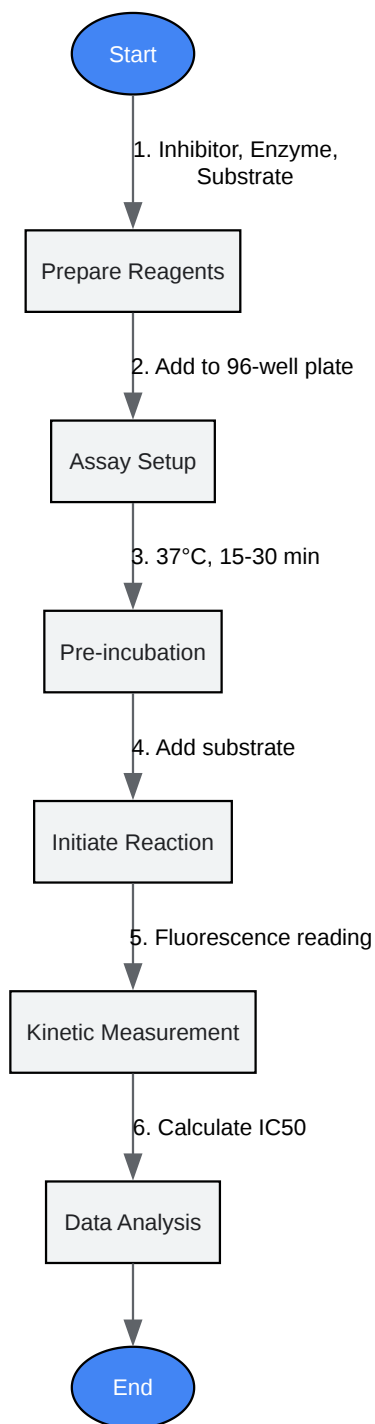 Start
1. Inhibitor, Enzyme,
Substrate
Prepare Reagents
2. Add to 96-well plate
Assay Setup
3. 37°C, 15-30 min
Pre-incubation
4. Add substrate
Initiate Reaction
5. Fluorescence reading
Kinetic Measurement
6. Calculate IC50
Data Analysis
End